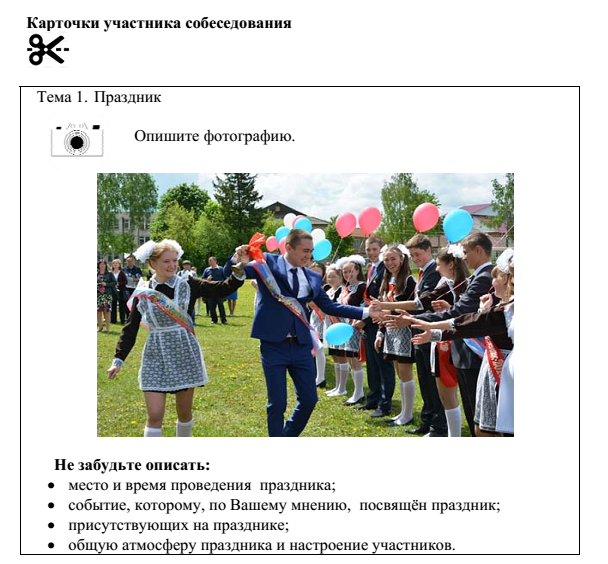 Карточки участника собеседования
Тема 1. Праздник
Опишите фотографию.
Не забудьте описать:
• место и время проведения праздника;
• событие, которому, по Вашему мнению, посвящён праздник;
• присутствующих на празднике;
• общую атмосферу праздника и настроение участников.